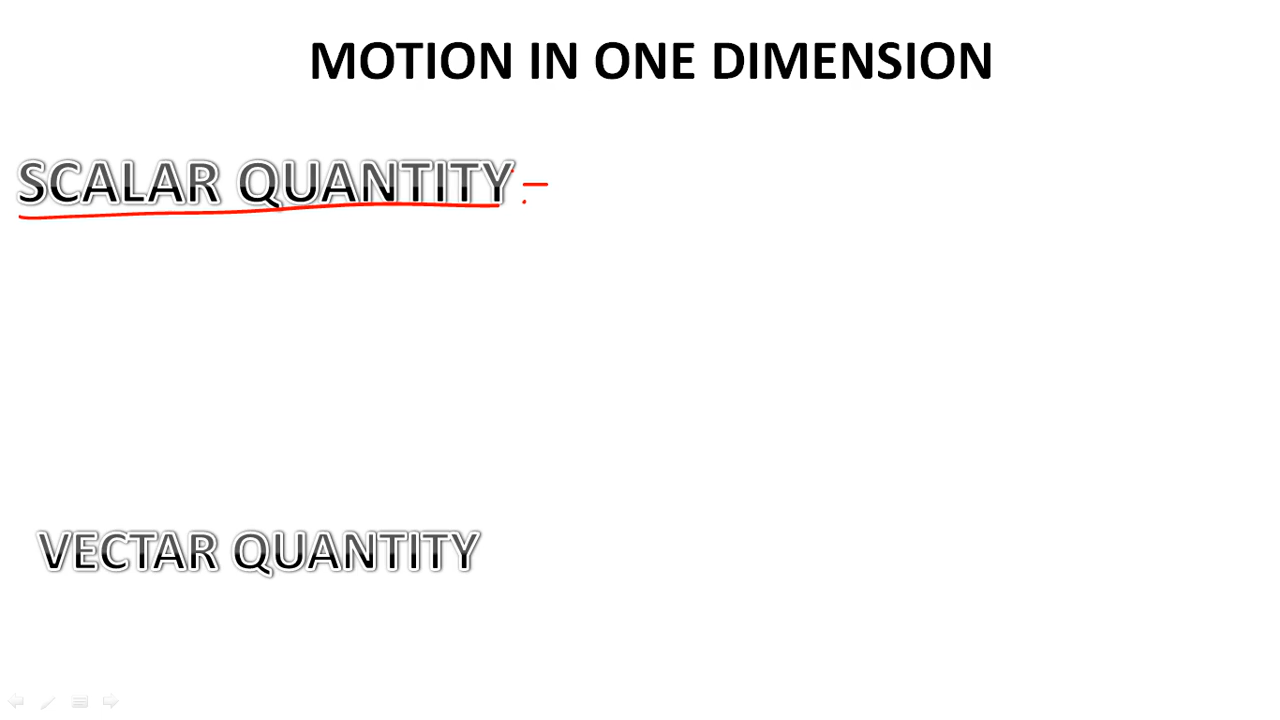 MOTION IN ONE DIMENSION
SCALAR QUANTITY :-
VECTAR QUANTITY